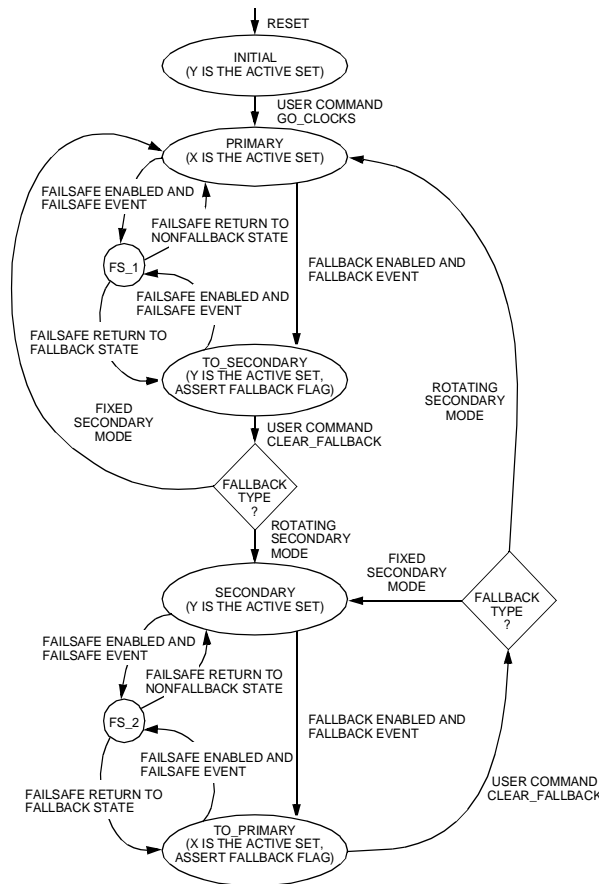 RESET
INITIAL
(Y IS THE ACTIVE SET)
USER COMMAND
GO_CLOCKS
PRIMARY
(X IS THE ACTIVE SET)
FAILSAFE ENABLED AND
FAILSAFE EVENT
FAILSAFE RETURN TO
NONFALLBACK STATE
FS_1
FALLBACK ENABLED AND
FALLBACK EVENT
FAILSAFE ENABLED AND
FAILSAFE EVENT
FAILSAFE RETURN TO
FALLBACK STATE
TO_SECONDARY
(Y IS THE ACTIVE SET,
ASSERT FALLBACK FLAG)
ROTATING
SECONDARY
MODE
FIXED
SECONDARY
MODE
USER COMMAND
CLEAR_FALLBACK
FALLBACK
TYPE
?
ROTATING
SECONDARY
MODE
FIXED
SECONDARY
MODE
SECONDARY
(Y IS THE ACTIVE SET)
FALLBACK
TYPE
?
FAILSAFE ENABLED AND
FAILSAFE EVENT
FAILSAFE RETURN TO
NONFALLBACK STATE
FS_2
FALLBACK ENABLED AND
FALLBACK EVENT
FAILSAFE ENABLED AND
FAILSAFE EVENT
FAILSAFE RETURN TO
FALLBACK STATE
USER COMMAND
CLEAR_FALLBACK
TO_PRIMARY
(X IS THE ACTIVE SET,
ASSERT FALLBACK FLAG)